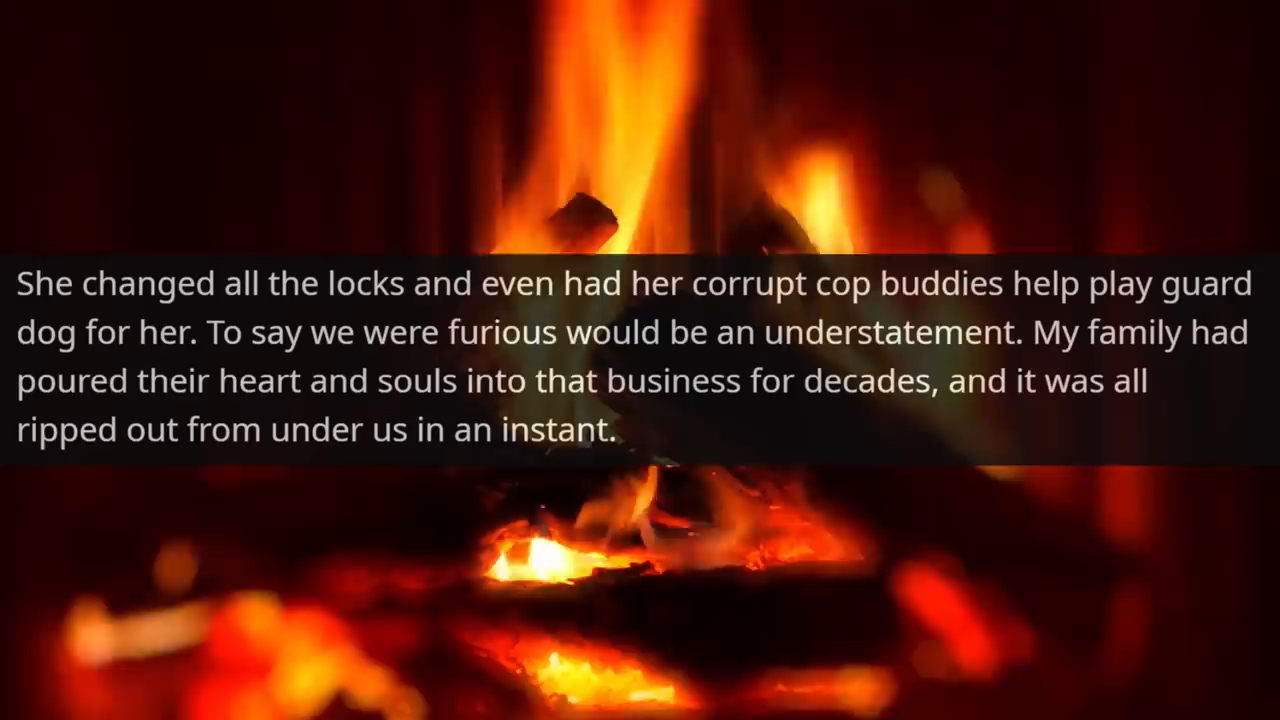 She changed all the locks and even had her corrupt cop buddies help play guard
dog for her. To say we were furious would be an understatement. My family had
poured their heart and souls into that business for decades, and it was all
ripped out from under us in an instant.